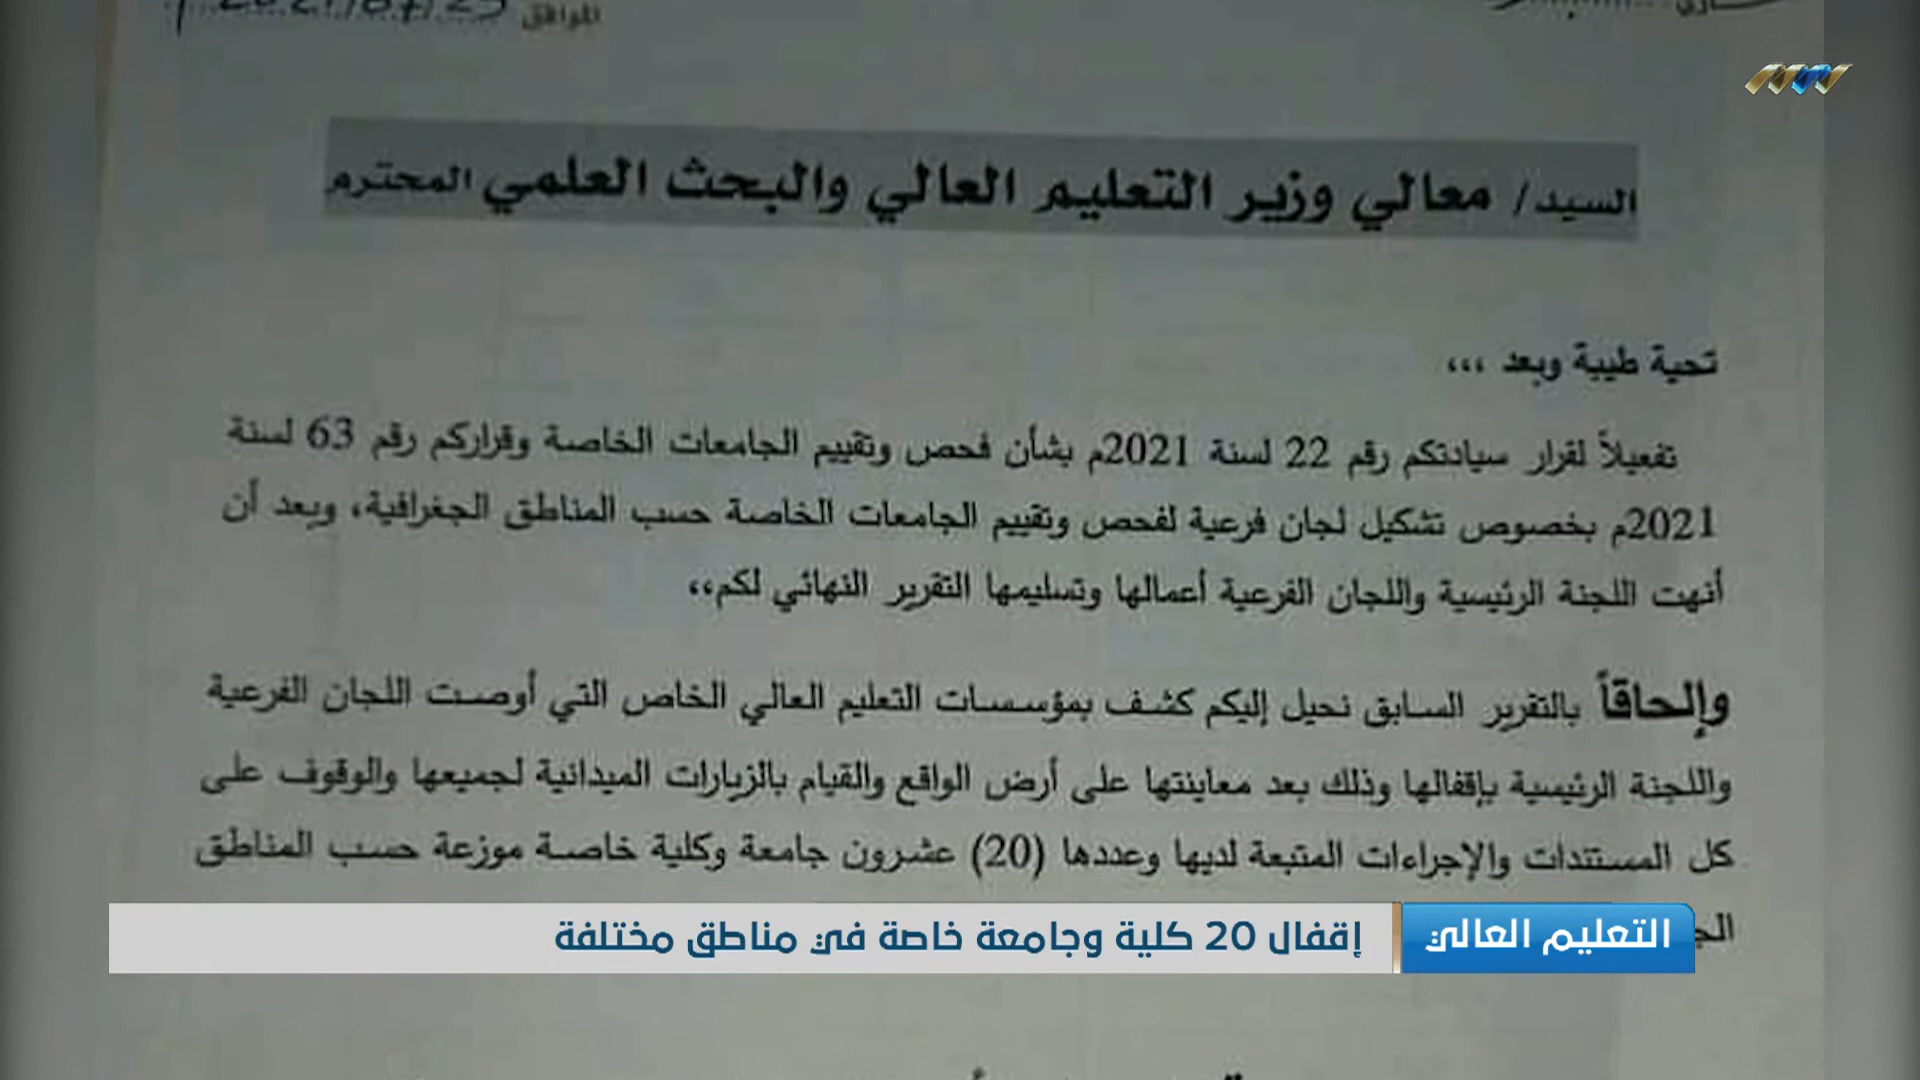 الموافق 2021/07/25
السيد/ معالي وزير التعليم العالي والبحث العلمي المحترم
تحية طيبة وبعد ،،،
تفعيلاً لقرار سيادتكم رقم 22 لسنة 2021م بشأن فحص وتقييم الجامعات الخاصة وقراركم رقم 63 لسنة
2021م بخصوص تشكيل لجان فرعية لفحص وتقييم الجامعات الخاصة حسب المناطق الجغرافية، وبعد أن
أنهت اللجنة الرئيسية واللجان الفرعية أعمالها وتسليمها التقرير النهائي لكم،،
وإلحاقاً بالتقرير السابق نحيل إليكم كشف بمؤسسات التعليم العالي الخاص التي أوصت اللجان الفرعية
واللجنة الرئيسية بإقفالها وذلك بعد معاينتها على أرض الواقع والقيام بالزيارات الميدانية لجميعها والوقوف على
كل المستندات والإجراءات المتبعة لديها وعددها (20) عشرون جامعة وكلية خاصة موزعة حسب المناطق
التعليم العالي إقفال 20 كلية وجامعة خاصة في مناطق مختلفة